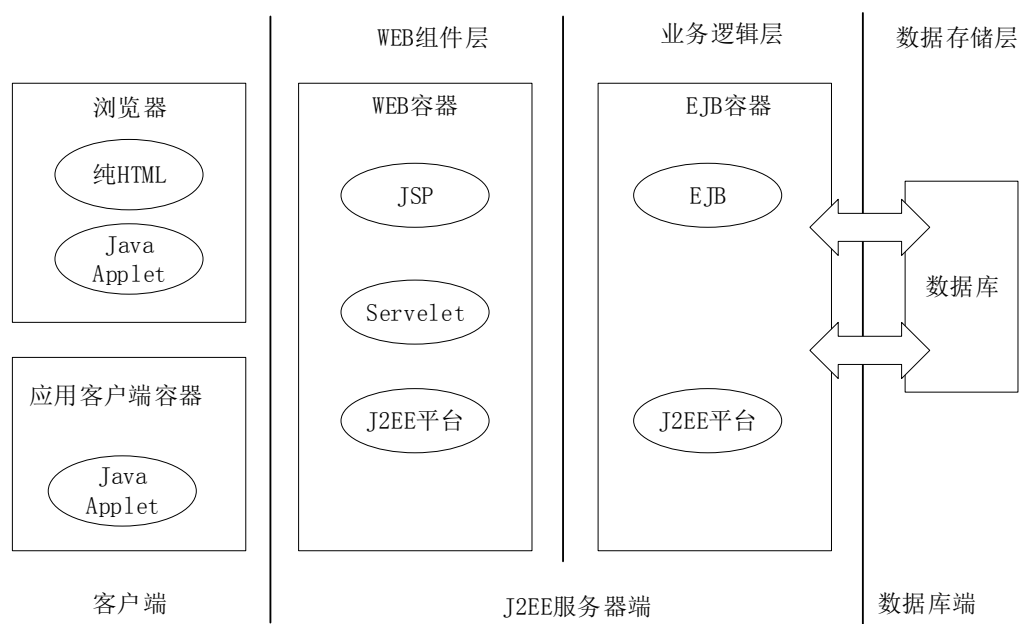 WEB组件层
业务逻辑层
数据存储层
浏览器
纯HTML
Java
Applet
应用客户端容器
Java
Applet
客户端
WEB容器
JSP
Servelet
J2EE平台
EJB容器
EJB
J2EE平台
J2EE服务器端
数据库
数据库端